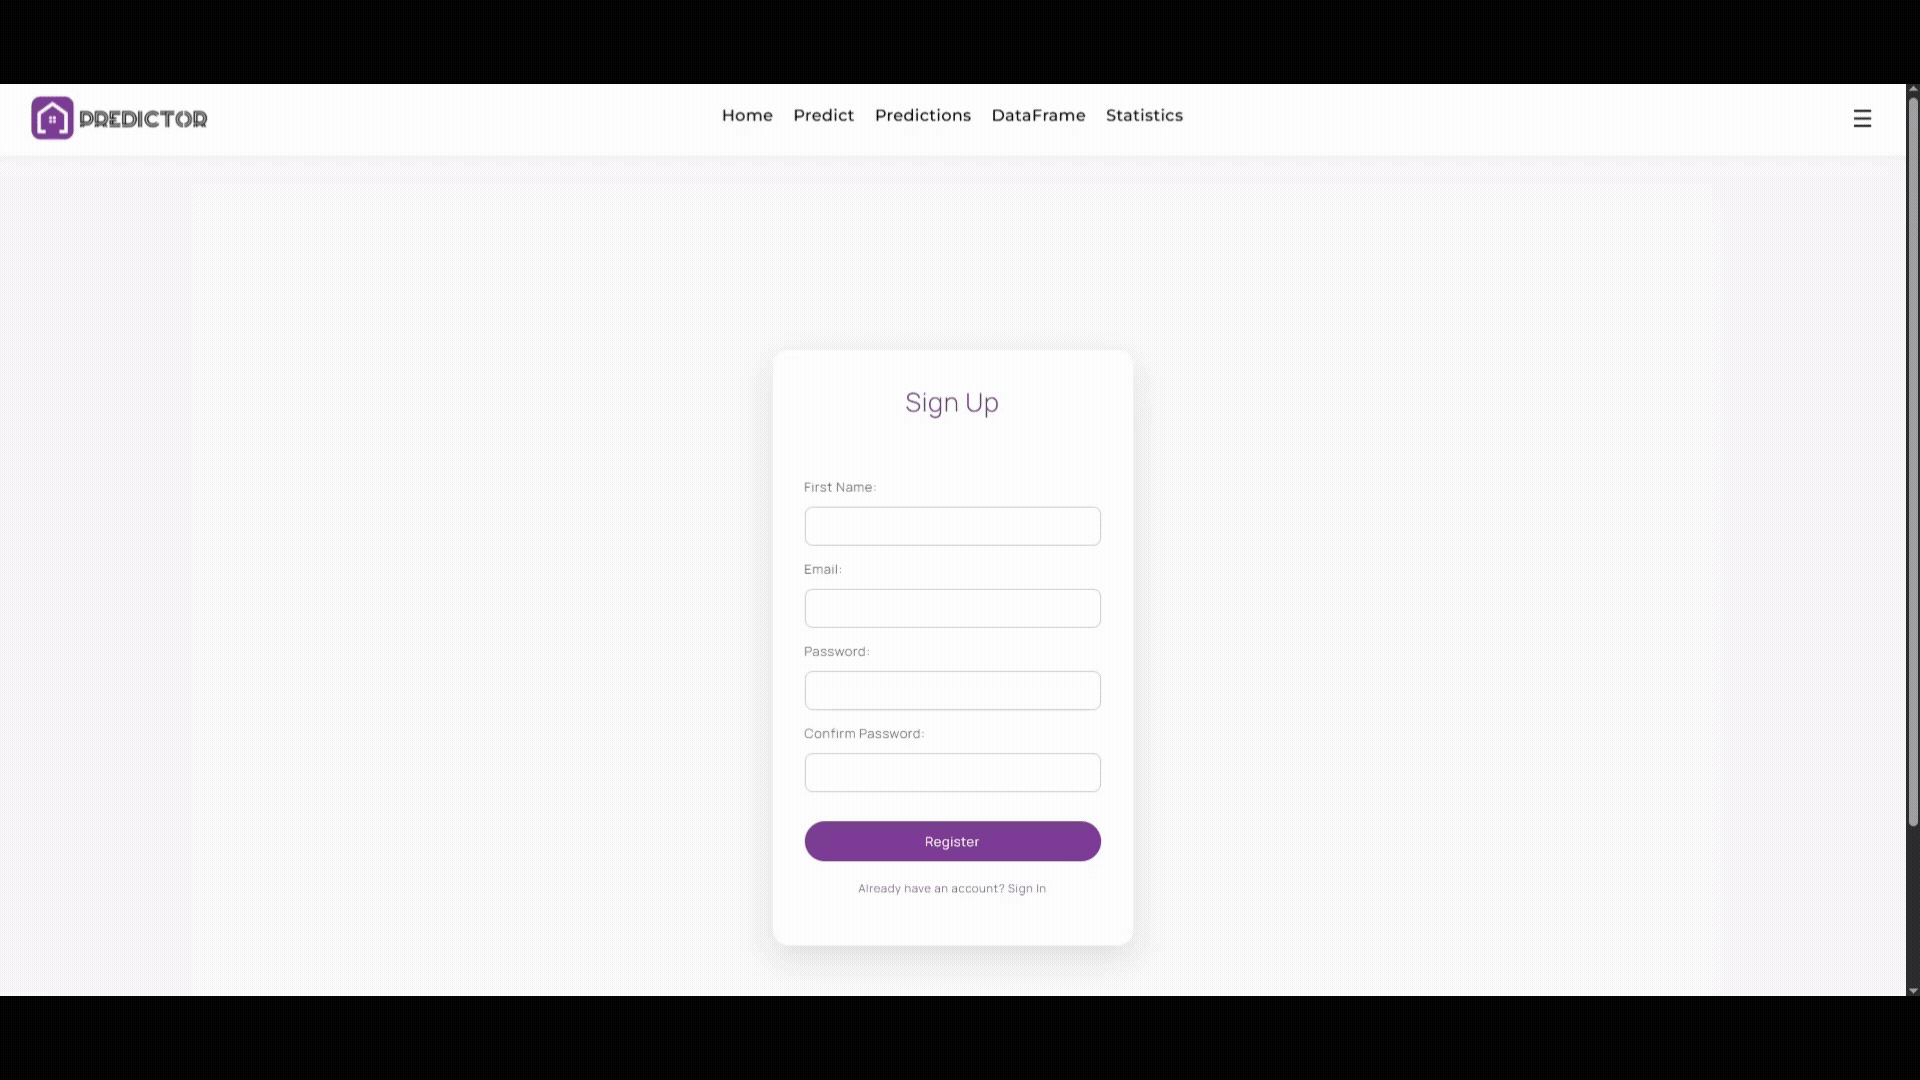 PREDICTOR
Home Predict Predictions DataFrame Statistics
Sign Up
First Name:
Email:
Password:
Confirm Password:
Register
Already have an account? Sign In